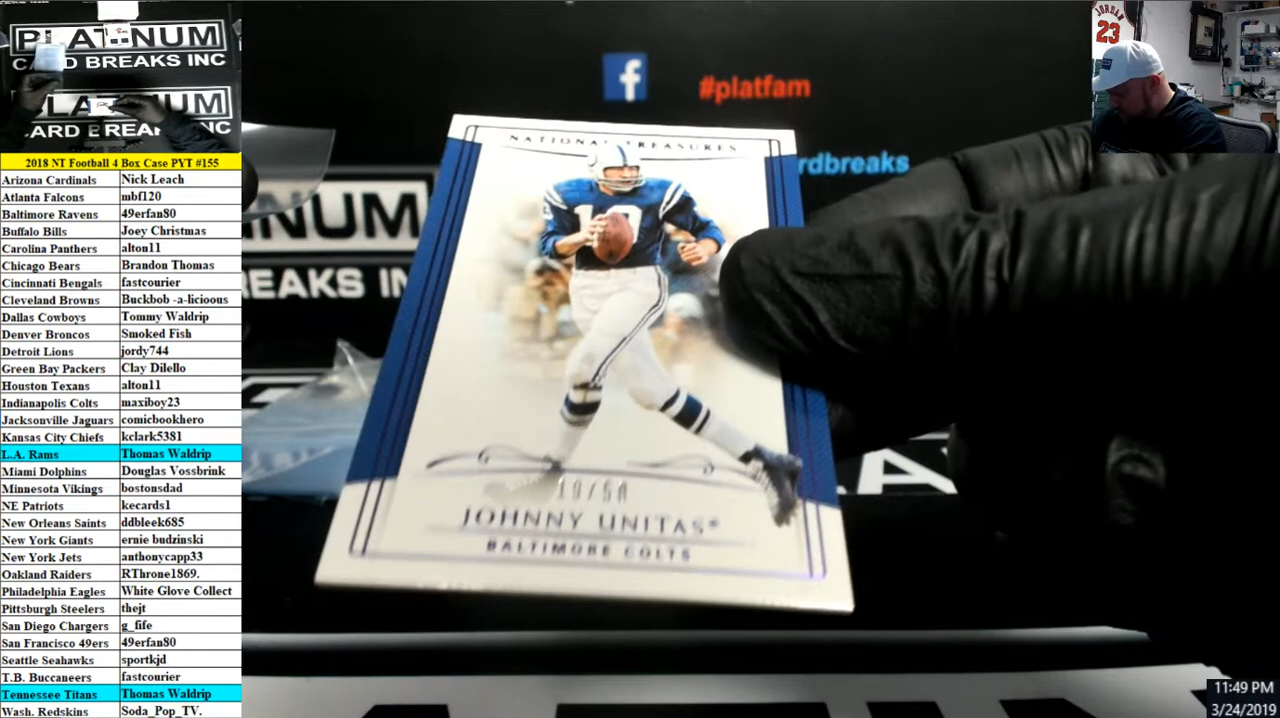 PLATINUM
CARD BREAKS INC
2018 NT Football 4 Box Case PYT #155
Arizona Cardinals Nick Leach
Atlanta Falcons mbf120
Baltimore Ravens 49erfan80
Buffalo Bills Joey Christmas
Carolina Panthers alton11
Chicago Bears Brandon Thomas
Cincinnati Bengals fastcourier
Cleveland Browns Buckbob -a-licioous
Dallas Cowboys Tommy Waldrip
Denver Broncos Smoked Fish
Detroit Lions jordy744
Green Bay Packers Clay Dilello
Houston Texans alton11
Indianapolis Colts maxiboy23
Jacksonville Jaguars comicbookhero
Kansas City Chiefs kclark5381
L.A. Rams Thomas Waldrip
Miami Dolphins Douglas Vossbrink
Minnesota Vikings bostonsdad
NE Patriots kecards1
New Orleans Saints ddbleek685
New York Giants ernie budzinski
New York Jets anthonycapp33
Oakland Raiders RThrone1869.
Philadelphia Eagles White Glove Collect
Pittsburgh Steelers thejt
San Diego Chargers g_fife
San Francisco 49ers 49erfan80
Seattle Seahawks sportkjd
T.B. Buccaneers fastcourier
Tennessee Titans Thomas Waldrip
Wash. Redskins Soda_Pop_TV.
f
#platfam
rdbreaks
INUM
EAKS IN
NATIONAL TREASURES
19
JOHNNY UNITAS
BALTIMORE COLTS
JORDAN
23
11:49 PM
3/24/2019